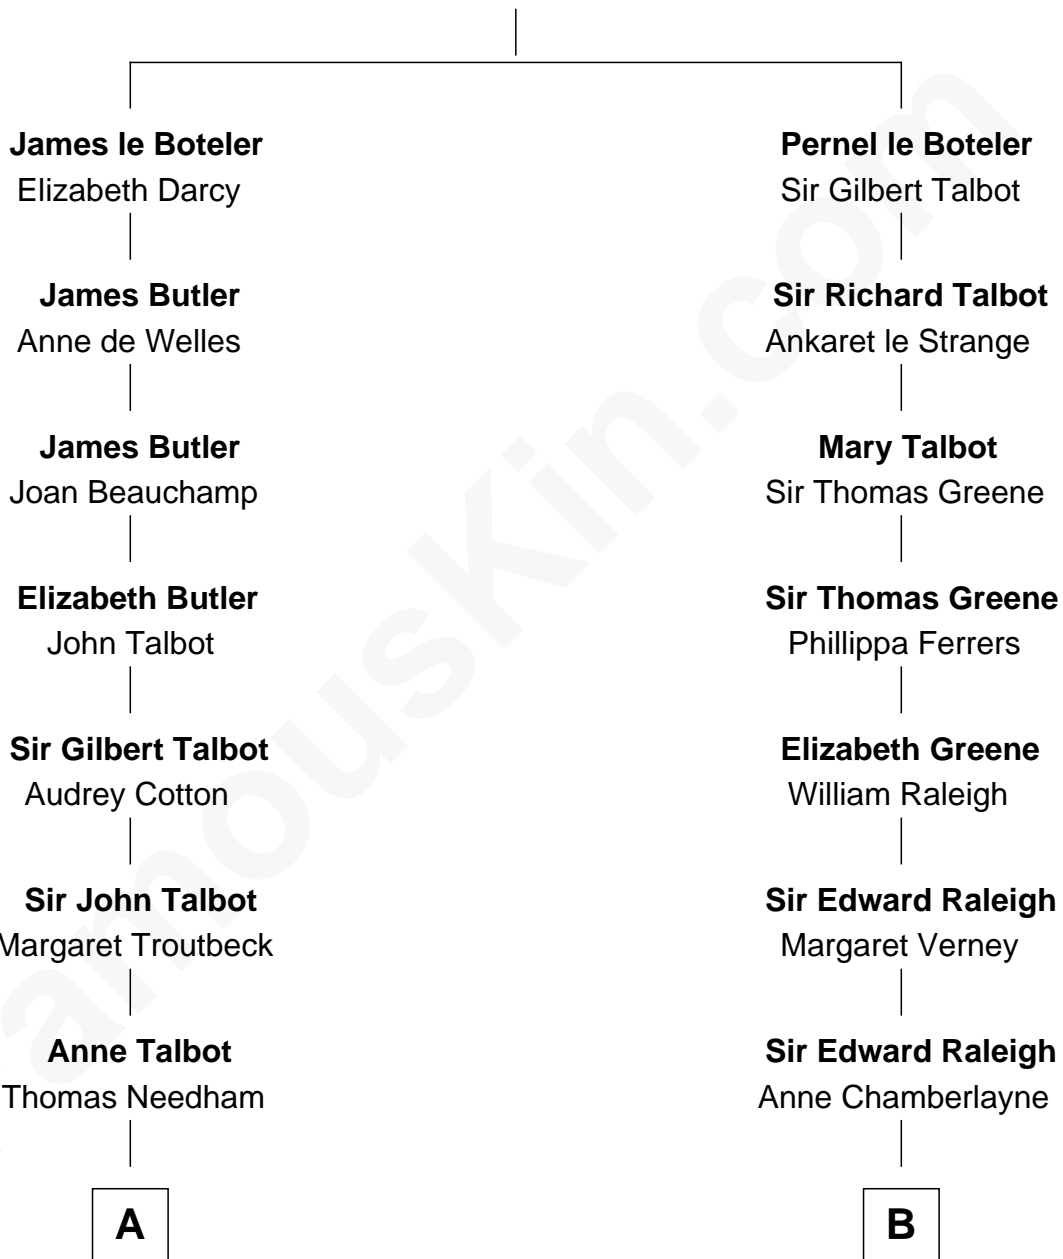 James le Boteler
Elizabeth Darcy
James Butler
Anne de Welles
James Butler
Joan Beauchamp
Elizabeth Butler
John Talbot
Sir Gilbert Talbot
Audrey Cotton
Sir John Talbot
Margaret Troutbeck
Anne Talbot
Thomas Needham
A
Pernel le Boteler
Sir Gilbert Talbot
Sir Richard Talbot
Ankaret le Strange
Mary Talbot
Sir Thomas Greene
Sir Thomas Greene
Phillippa Ferrers
Elizabeth Greene
William Raleigh
Sir Edward Raleigh
Margaret Verney
Sir Edward Raleigh
Anne Chamberlayne
B
amousKin.com